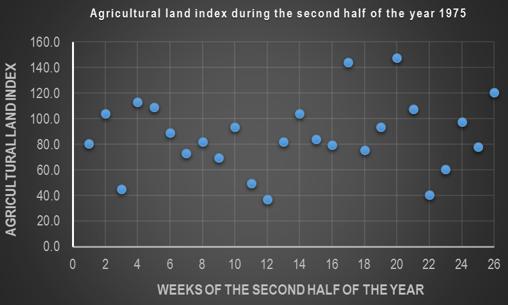 Agricultural land index during the second half of the year 1975
160.0
140.0
120.0
100.0
80.0
60.0
40.0
20.0
0.0
AGRICULTURAL LAND INDEX
0 2 4 6 8 10 12 14 16 18 20 22 24 26
WEEKS OF THE SECOND HALF OF THE YEAR